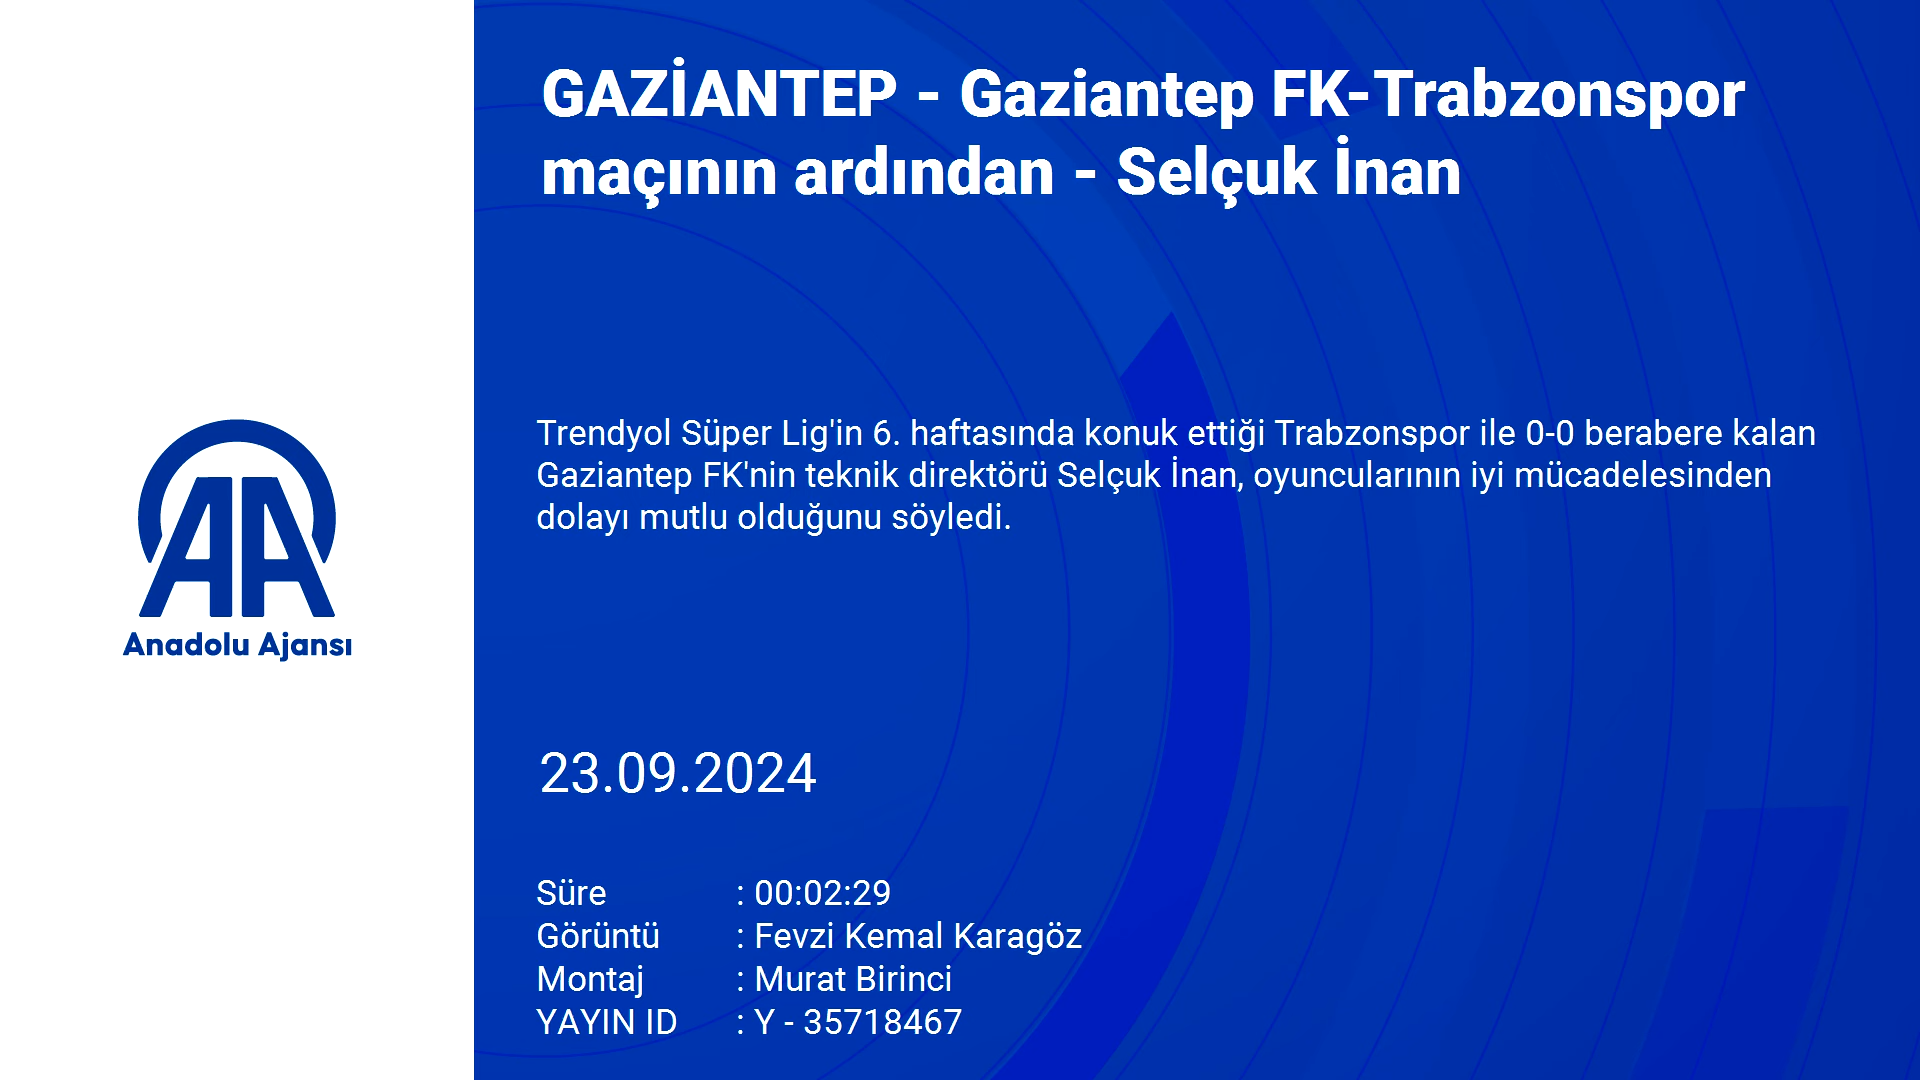 GAZİANTEP - Gaziantep FK-Trabzonspor
maçının ardından - Selçuk İnan
Trendyol Süper Lig'in 6. haftasında konuk ettiği Trabzonspor ile 0-0 berabere kalan
Gaziantep FK'nin teknik direktörü Selçuk İnan, oyuncularının iyi mücadelesinden
dolayı mutlu olduğunu söyledi.
AA
Anadolu Ajansı
23.09.2024
Süre : 00:02:29
Görüntü : Fevzi Kemal Karagöz
Montaj : Murat Birinci
YAYIN ID : Y - 35718467